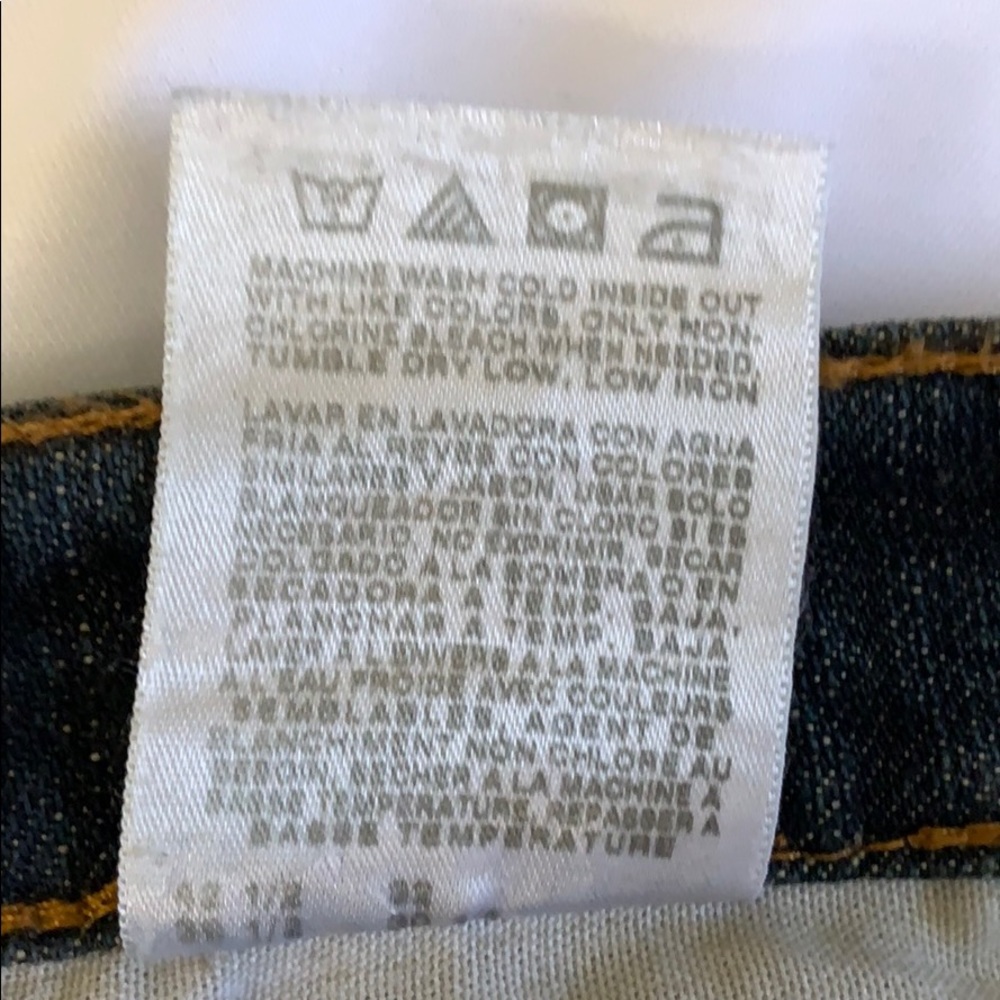 MACHINE WASH COLD INSIDE OUT
WITH LIKE COLORS, ONLY NON-
CHLORINE BLEACH WHEN NEEDED,
TUMBLE DRY LOW, LOW IRON
LAVAR EN LAVADORA CON AGUA
FRIA AL REVES CON COLORES
SIMILARES Y JABON, USAR SOLO
BLANQUEADOR SIN CLORO SI ES
NECESARIO, NO EXPRIMIR, SECAR
COLGADO A LA SOMBRA O EN
SECADORA A TEMP. BAJA,
PLANCHAR A TEMP. BAJA
LAVER A L'ENVERS A LA MACHINE
A L'EAU FROIDE AVEC COULEURS
SEMBLABLES, AGENT DE
BLANCHIMENT NON CHLORE AU
BESOIN, SECHER A LA MACHINE A
BASSE TEMPERATURE, REPASSER A
BASSE TEMPERATURE
1/2